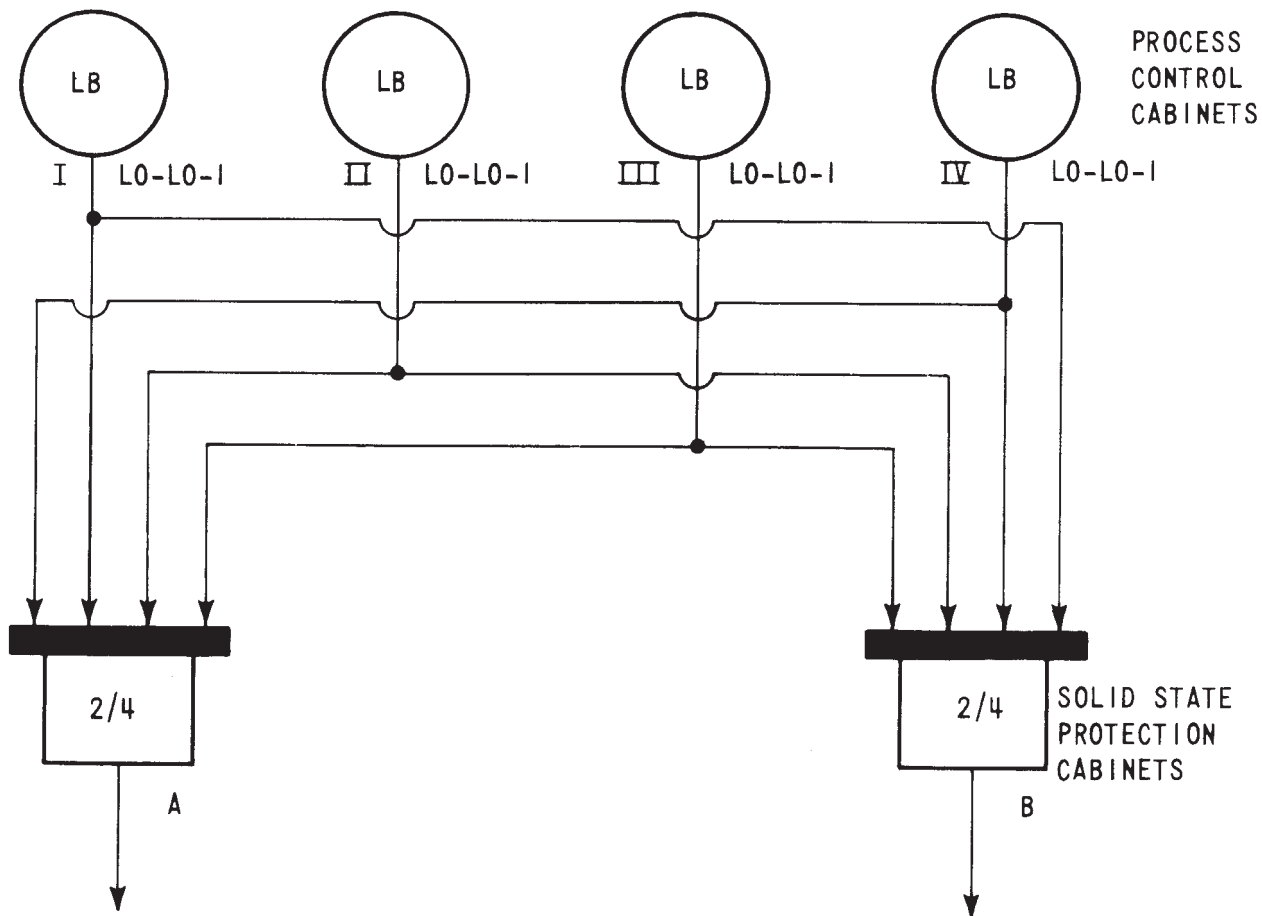 LB
LB
LB
LB
PROCESS
CONTROL
CABINETS
I LO-LO-1
II LO-LO-1
III LO-LO-1
IV LO-LO-1
2/4
2/4
SOLID STATE
PROTECTION
CABINETS
A
B